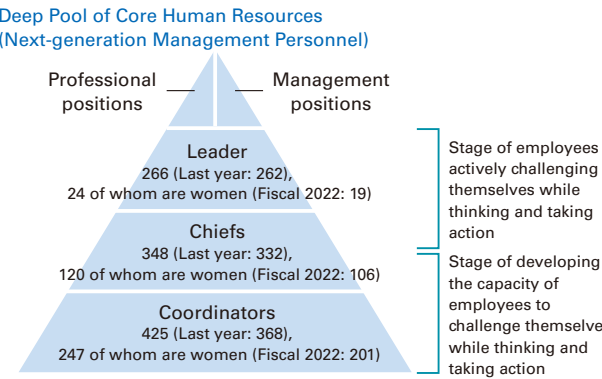 Deep Pool of Core Human Resources
(Next-generation Management Personnel)
Professional
positions
Management
positions
Leader
266 (Last year: 262),
24 of whom are women (Fiscal 2022: 19)
Chiefs
348 (Last year: 332),
120 of whom are women (Fiscal 2022: 106)
Coordinators
425 (Last year: 368),
247 of whom are women (Fiscal 2022: 201)
Stage of employees
actively challenging
themselves while
thinking and taking
action
Stage of developing
the capacity of
employees to
challenge themselve
while thinking and
taking action